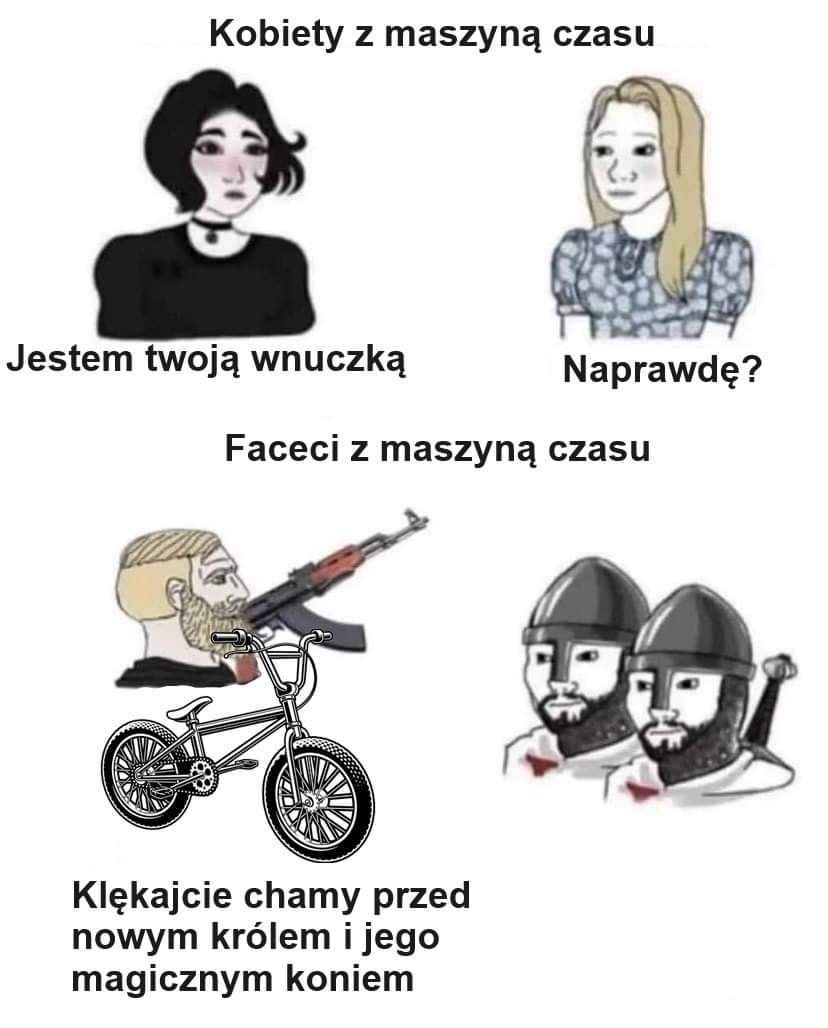 Kobiety z maszyną czasu
Jestem twoją wnuczką
Naprawdę?
Faceci z maszyną czasu
Klękajcie chamy przed
nowym królem i jego
magicznym koniem